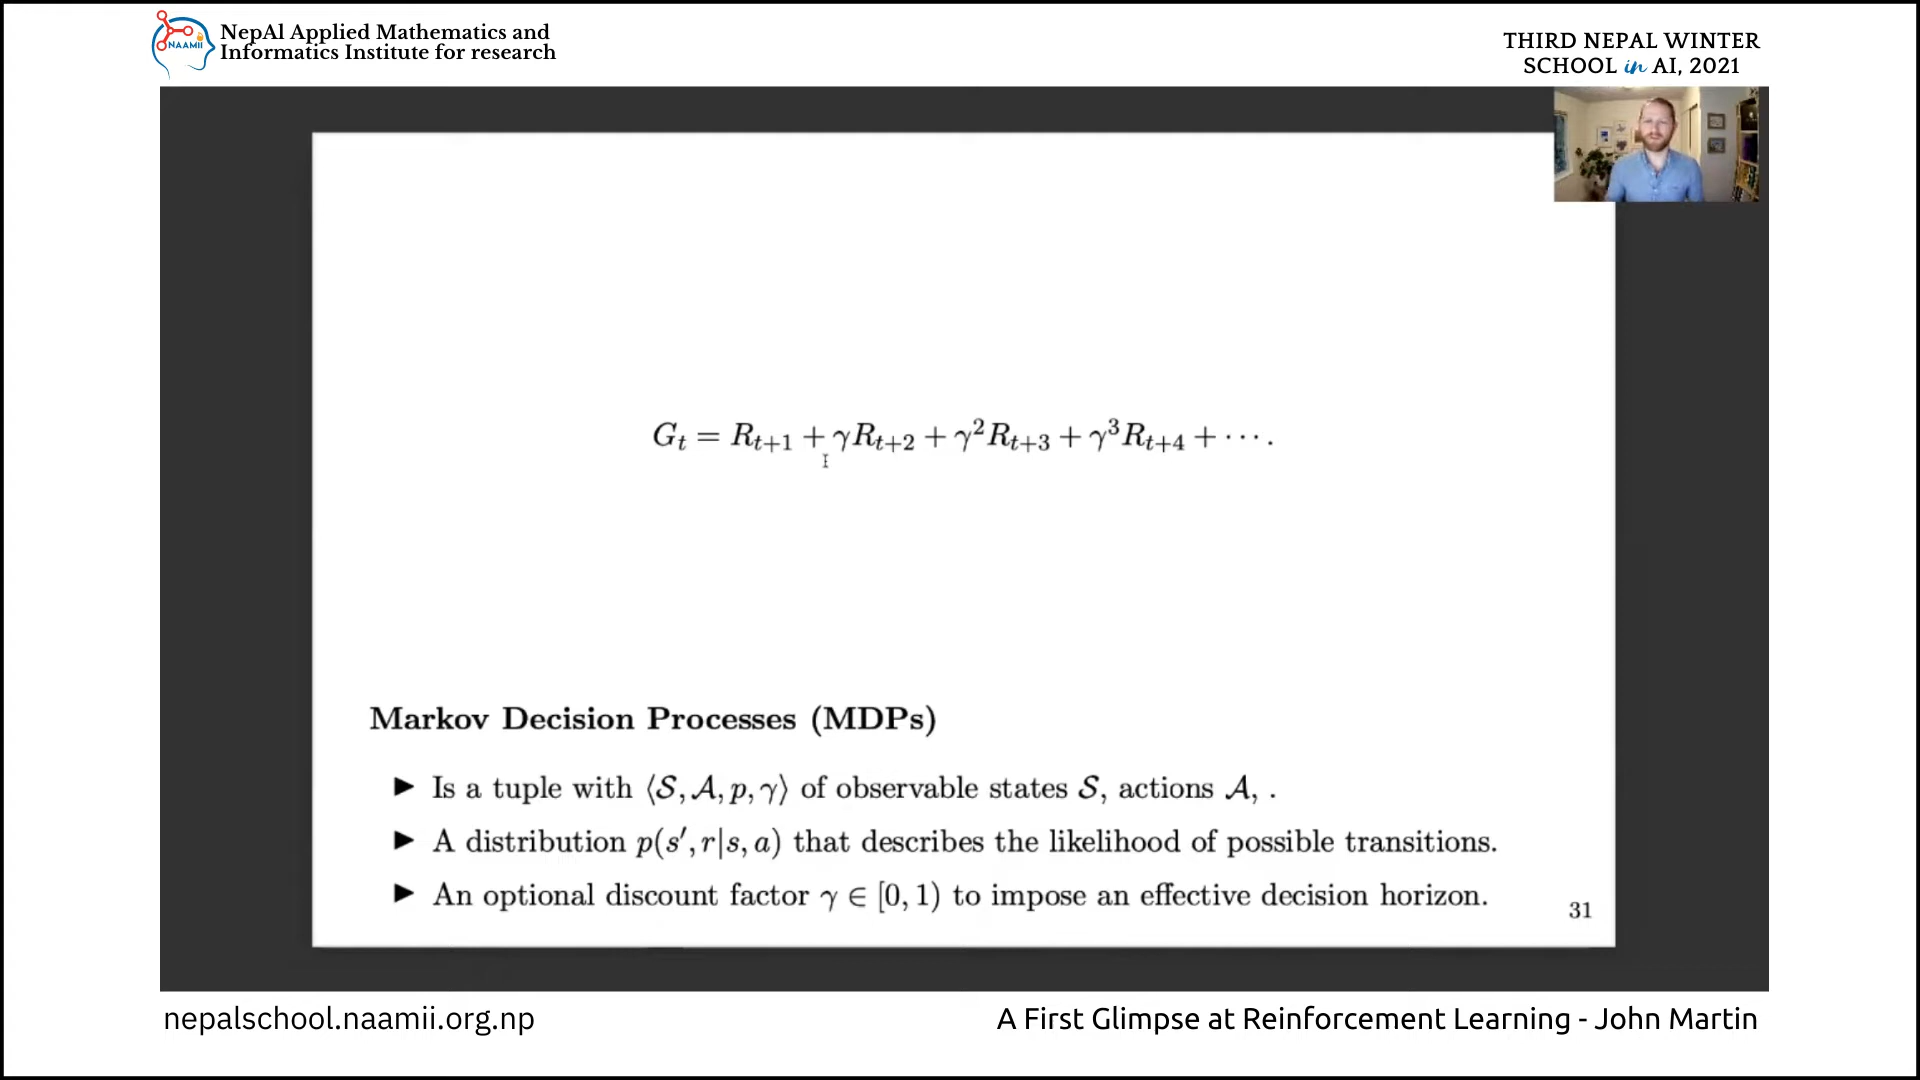 NAAMII
NepAl Applied Mathematics and
Informatics Institute for research
THIRD NEPAL WINTER
SCHOOL in AI, 2021
G_t = R_{t+1} + γR_{t+2} + γ²R_{t+3} + γ³R_{t+4} + ⋯.
Markov Decision Processes (MDPs)
▶ Is a tuple with ⟨𝒮, 𝒜, p, γ⟩ of observable states 𝒮, actions 𝒜, .
▶ A distribution p(s′, r|s, a) that describes the likelihood of possible transitions.
▶ An optional discount factor γ ∈ [0, 1) to impose an effective decision horizon.
31
nepalschool.naamii.org.np
A First Glimpse at Reinforcement Learning - John Martin